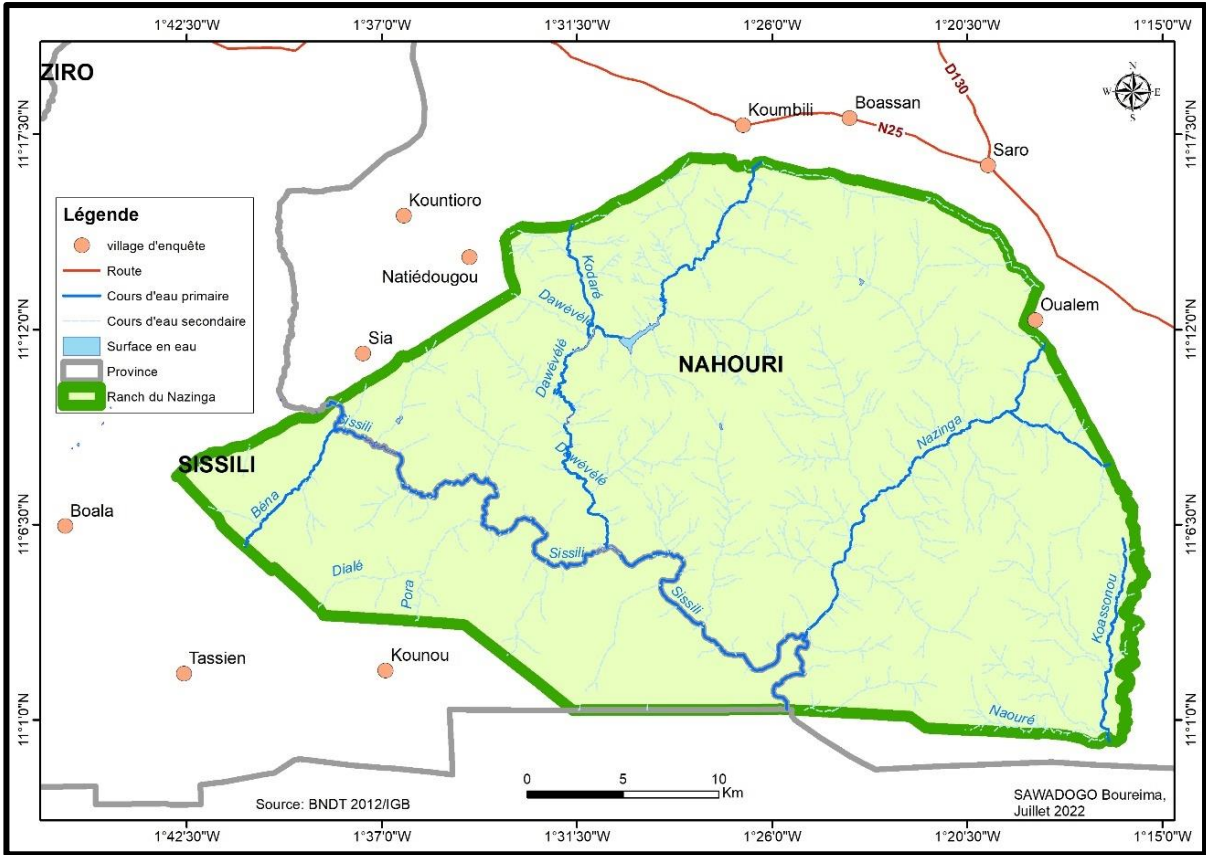 1°42'30"W 1°37'0"W 1°31'30"W 1°26'0"W 1°20'30"W 1°15'0"W
ZIRO
D130
N
W E
S
Koumbili
Boassan
N25
Saro
11°17'30"N
11°17'30"N
Légende
village d'enquête
Route
Cours d'eau primaire
Cours d'eau secondaire
Surface en eau
Province
Ranch du Nazinga
Kountioro
Natiédougou
Kodaré
Dawévélé
Oualem
11°12'0"N
11°12'0"N
Sia
Dawévélé
NAHOURI
Sissili
Nazinga
Dawévélé
SISSILI
Béna
Boala
11°6'30"N
11°6'30"N
Sissili
Dialé
Pora
Sissili
Koassonou
Tassien
Kounou
Naouré
11°1'0"N
11°1'0"N
0 5 10
Km
Source: BNDT 2012/IGB
SAWADOGO Boureima,
Juillet 2022
1°42'30"W 1°37'0"W 1°31'30"W 1°26'0"W 1°20'30"W 1°15'0"W